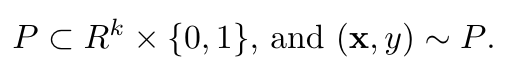 P ⊂ R^k × {0, 1}, and (𝐱, y) ∼ P.